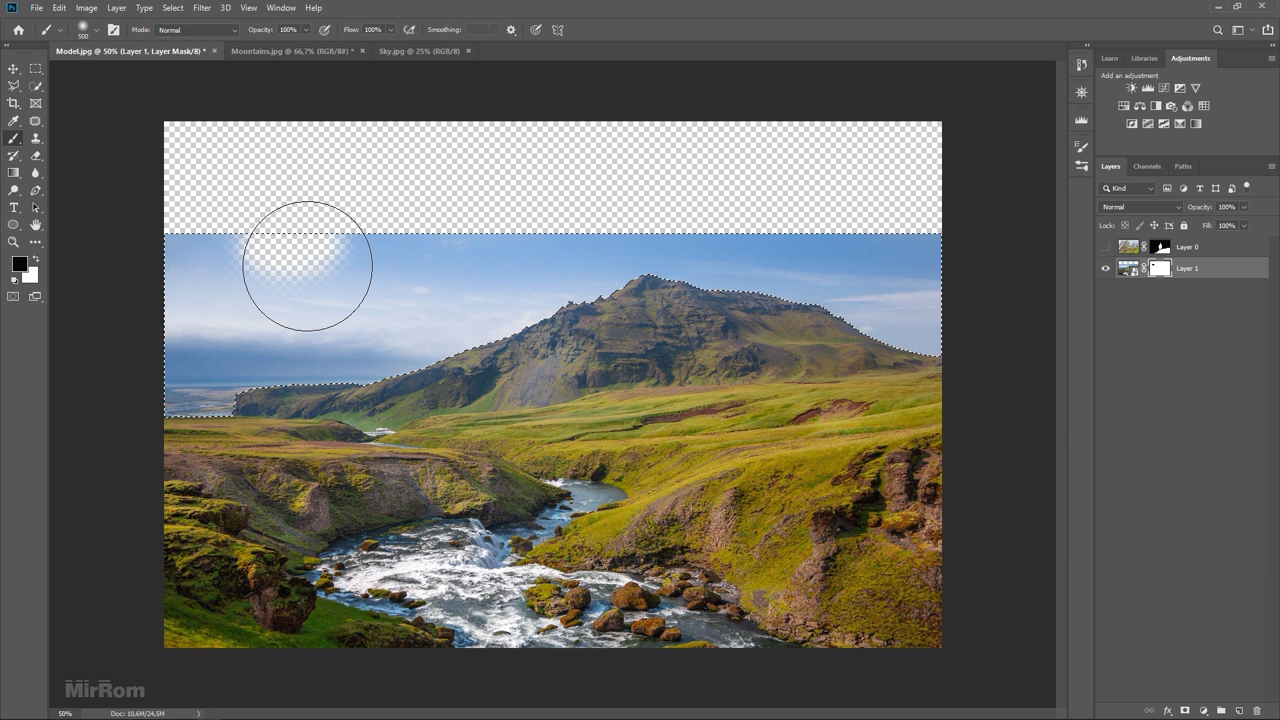 Ps File Edit Image Layer Type Select Filter 3D View Window Help
500 Mode: Normal Opacity: 100% Flow: 100% Smoothing:
Model.jpg @ 50% (Layer 1, Layer Mask/8) * × Mountains.jpg @ 66,7% (RGB/8#) * × Sky.jpg @ 25% (RGB/8) ×
Learn Libraries Adjustments
Add an adjustment
Layers Channels Paths
Kind
Normal Opacity: 100%
Lock: Fill: 100%
Layer 0
Layer 1
MirRom
50% Doc: 10,6M/24,5M